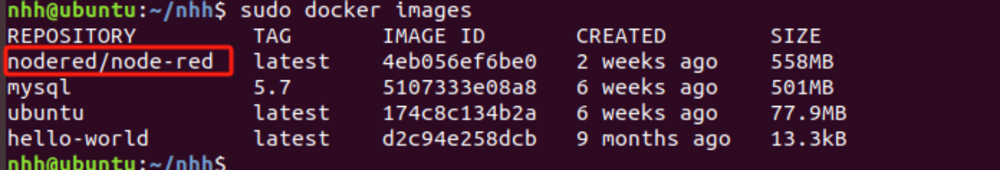 nhh@ubuntu:~/nhh$ sudo docker images
REPOSITORY TAG IMAGE ID CREATED SIZE
nodered/node-red latest 4eb056ef6be0 2 weeks ago 558MB
mysql 5.7 5107333e08a8 6 weeks ago 501MB
ubuntu latest 174c8c134b2a 6 weeks ago 77.9MB
hello-world latest d2c94e258dcb 9 months ago 13.3kB
nhh@ubuntu:~/nhh$